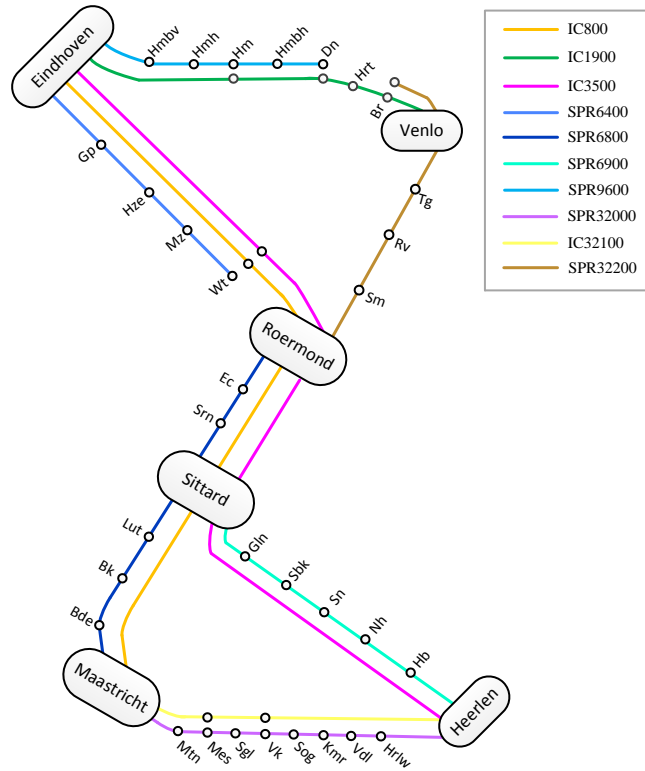 Eindhoven
Hmbv
Hmh
Hm
Hmbh
Dn
Hrt
Br
Venlo
Gp
Hze
Mz
Wt
Tg
Rv
Sm
Roermond
Ec
Srn
Sittard
Lut
Bk
Bde
Gln
Sbk
Sn
Nh
Hb
Maastricht
Heerlen
Mtn
Mes
Sgl
Vk
Sog
Kmr
Vdl
Hrlw
IC800
IC1900
IC3500
SPR6400
SPR6800
SPR6900
SPR9600
SPR32000
IC32100
SPR32200